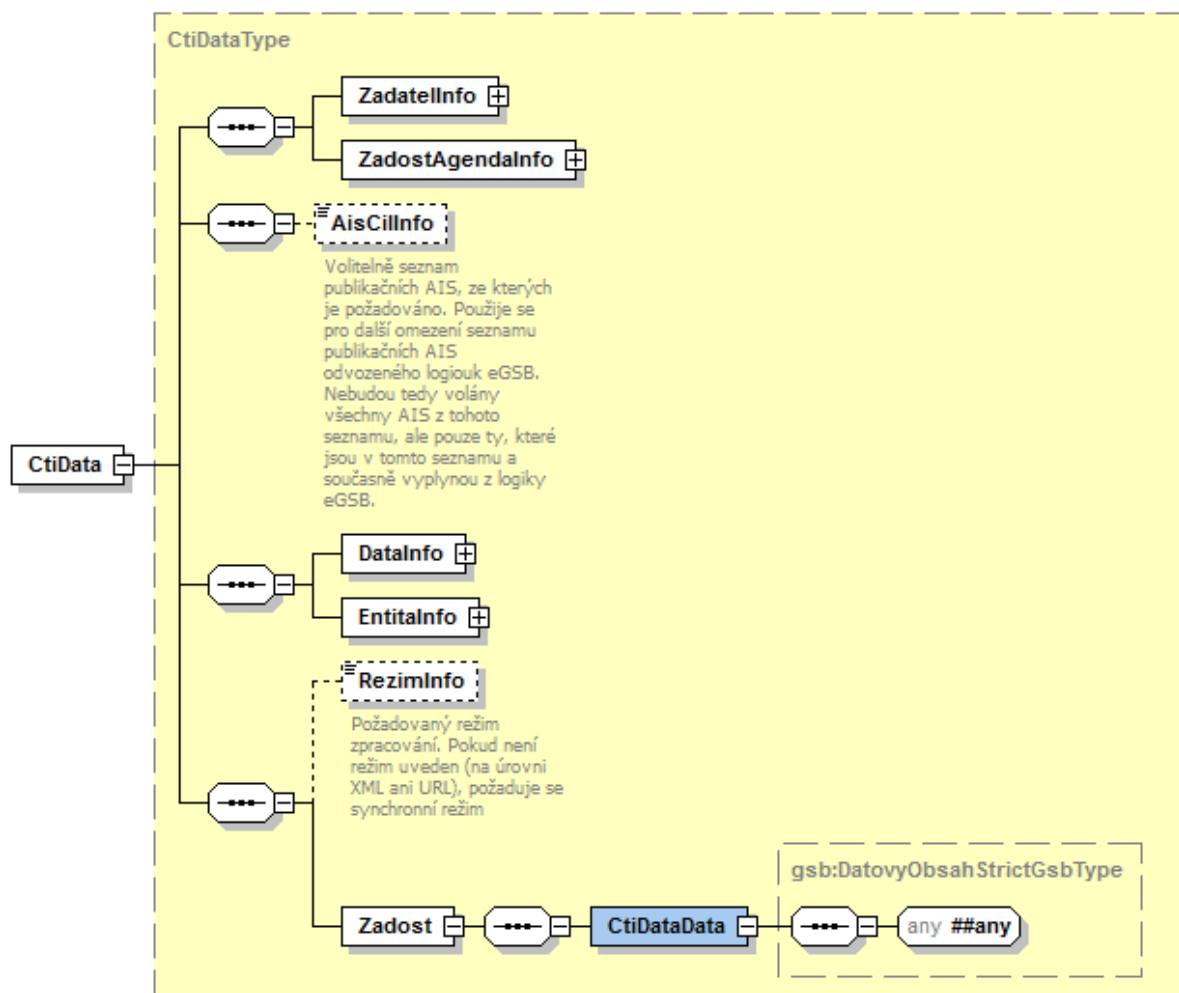 CtiDataType
ZadatelInfo
ZadostAgendaInfo
AisCilInfo
Volitelně seznam
publikačních AIS, ze kterých
je požadováno. Použije se
pro další omezení seznamu
publikačních AIS
odvozeného logiouk eGSB.
Nebudou tedy volány
všechny AIS z tohoto
seznamu, ale pouze ty, které
jsou v tomto seznamu a
současně vyplynou z logiky
eGSB.
CtiData
DataInfo
EntitaInfo
RezimInfo
Požadovaný režim
zpracování. Pokud není
režim uveden (na úrovni
XML ani URL), požaduje se
synchronní režim
gsb:DatovyObsahStrictGsbType
Zadost
CtiDataData
any ##any